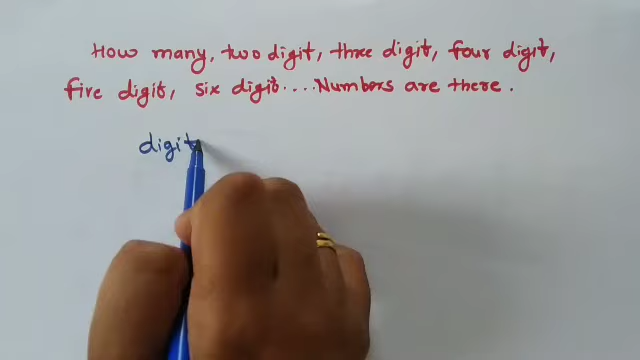 How many, two digit, three digit, four digit,
five digit, six digit....Numbers are there.
digit